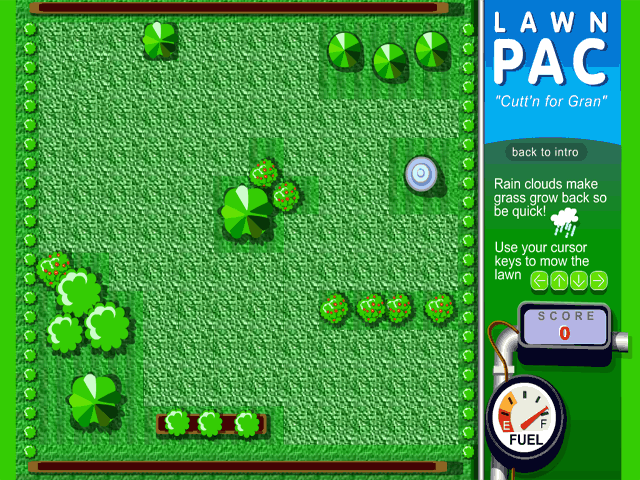 LAWN
PAC
"Cutt'n for Gran"
back to intro
Rain clouds make
grass grow back so
be quick!
Use your cursor
keys to mow the
lawn
SCORE
0
E F
FUEL